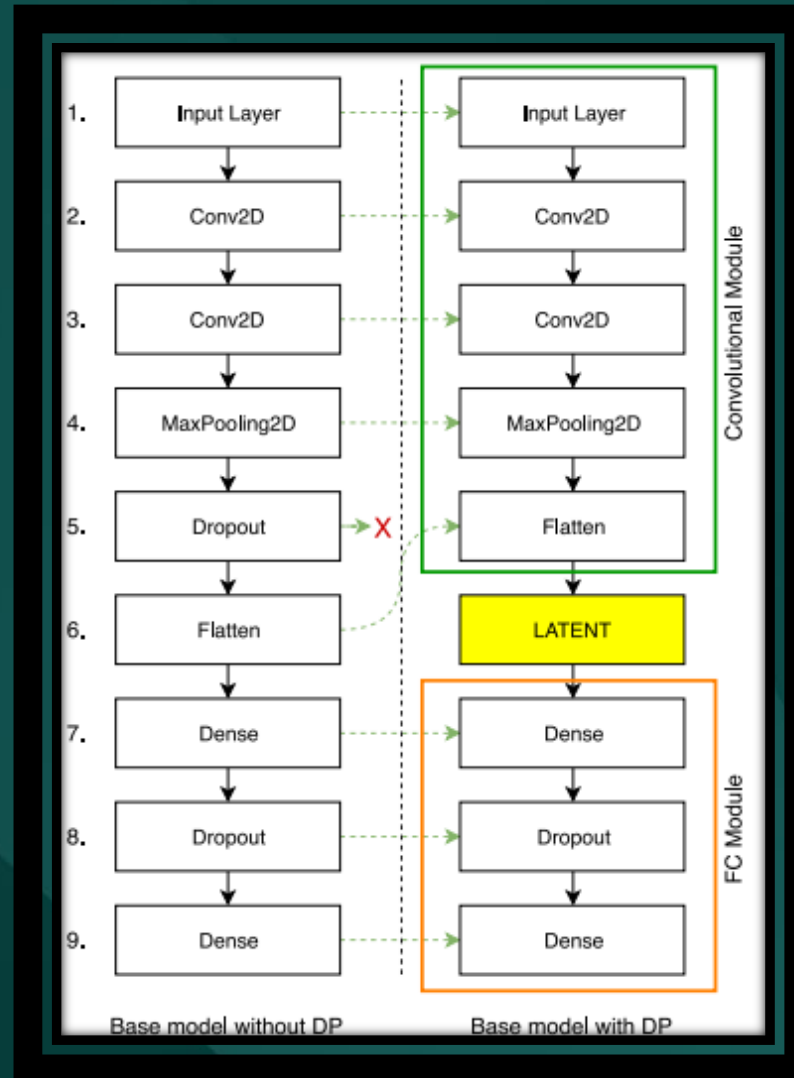 1. Input Layer Input Layer
2. Conv2D Conv2D
3. Conv2D Conv2D
4. MaxPooling2D MaxPooling2D
5. Dropout X Flatten
6. Flatten LATENT
7. Dense Dense
8. Dropout Dropout
9. Dense Dense
Convolutional Module
FC Module
Base model without DP Base model with DP